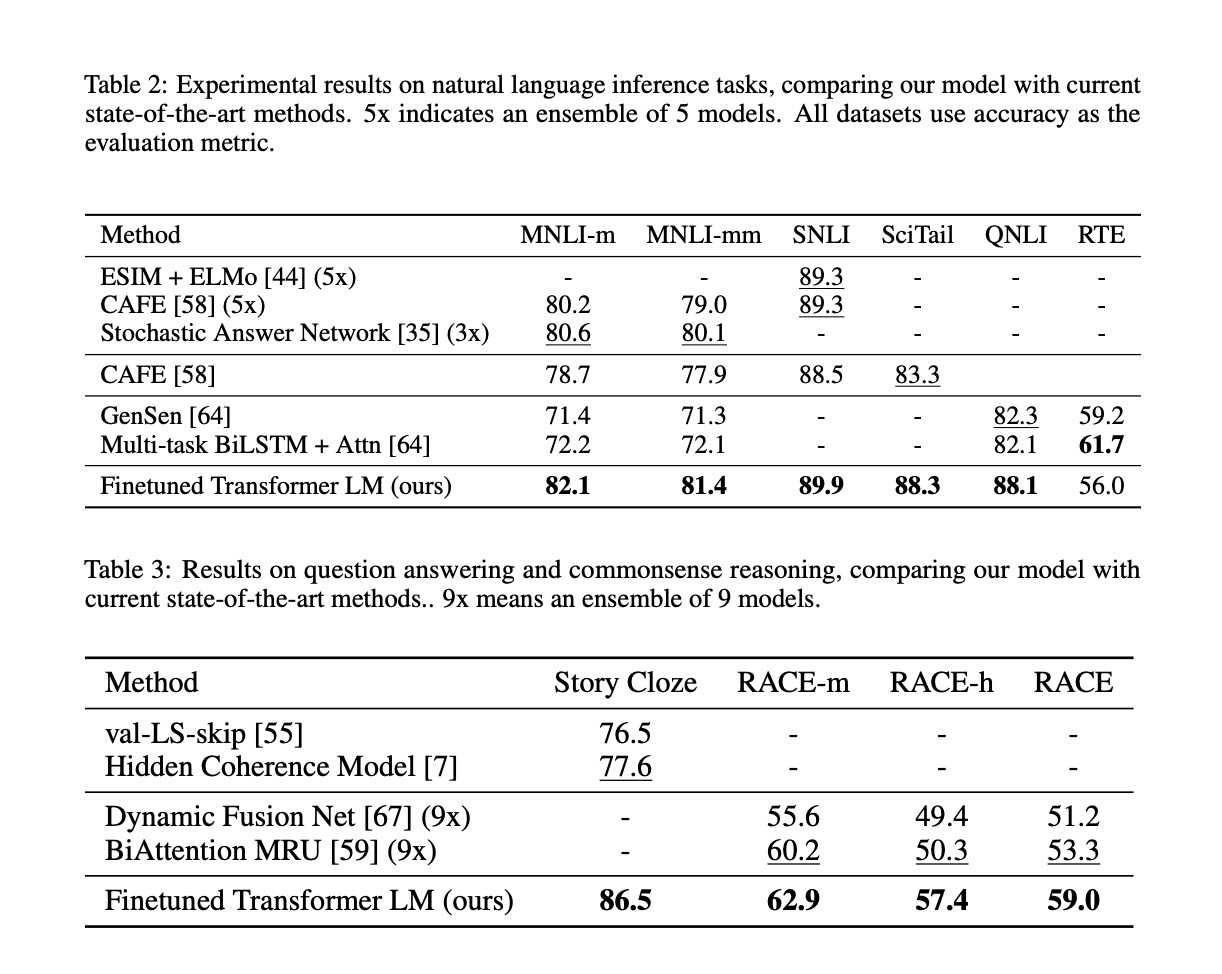 Table 2: Experimental results on natural language inference tasks, comparing our model with current
state-of-the-art methods. 5x indicates an ensemble of 5 models. All datasets use accuracy as the
evaluation metric.
Method MNLI-m MNLI-mm SNLI SciTail QNLI RTE
ESIM + ELMo [44] (5x) - - 89.3 - - -
CAFE [58] (5x) 80.2 79.0 89.3 - - -
Stochastic Answer Network [35] (3x) 80.6 80.1 - - - -
CAFE [58] 78.7 77.9 88.5 83.3
GenSen [64] 71.4 71.3 - - 82.3 59.2
Multi-task BiLSTM + Attn [64] 72.2 72.1 - - 82.1 61.7
Finetuned Transformer LM (ours) 82.1 81.4 89.9 88.3 88.1 56.0
Table 3: Results on question answering and commonsense reasoning, comparing our model with
current state-of-the-art methods.. 9x means an ensemble of 9 models.
Method Story Cloze RACE-m RACE-h RACE
val-LS-skip [55] 76.5 - - -
Hidden Coherence Model [7] 77.6 - - -
Dynamic Fusion Net [67] (9x) - 55.6 49.4 51.2
BiAttention MRU [59] (9x) - 60.2 50.3 53.3
Finetuned Transformer LM (ours) 86.5 62.9 57.4 59.0